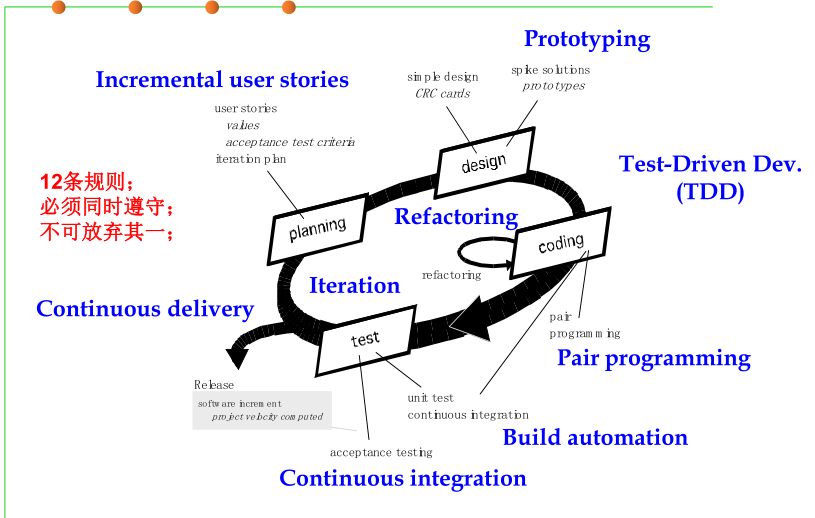 Prototyping
Incremental user stories
simple design
CRC cards
spike solutions
prototypes
user stories
values
acceptance test criteria
iteration plan
design
Test-Driven Dev.
(TDD)
12条规则；
必须同时遵守；
不可放弃其一；
planning
Refactoring
coding
refactoring
Iteration
Continuous delivery
test
pair
programming
Pair programming
Release
software increment
project velocity computed
unit test
continuous integration
Build automation
acceptance testing
Continuous integration